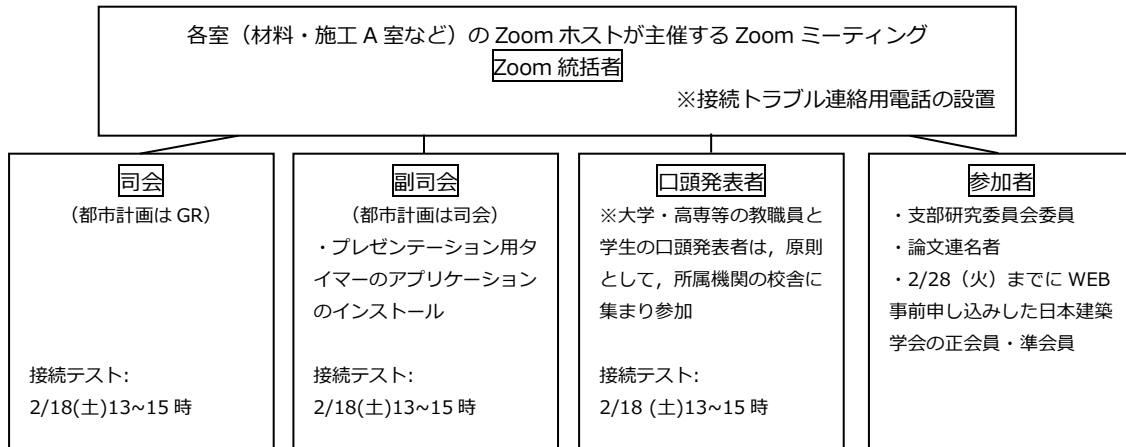 各室（材料・施工 A 室など）の Zoom ホストが主催する Zoom ミーティング
Zoom 統括者
※接続トラブル連絡用電話の設置
司会
（都市計画は GR）
接続テスト:
2/18(土)13~15 時
副司会
（都市計画は司会）
・プレゼンテーション用タ
イマーのアプリケーション
のインストール
接続テスト:
2/18(土)13~15 時
口頭発表者
※大学・高専等の教職員と
学生の口頭発表者は，原則
として，所属機関の校舎に
集まり参加
接続テスト:
2/18 (土)13~15 時
参加者
・支部研究委員会委員
・論文連名者
・2/28（火）までに WEB
事前申し込みした日本建築
学会の正会員・準会員